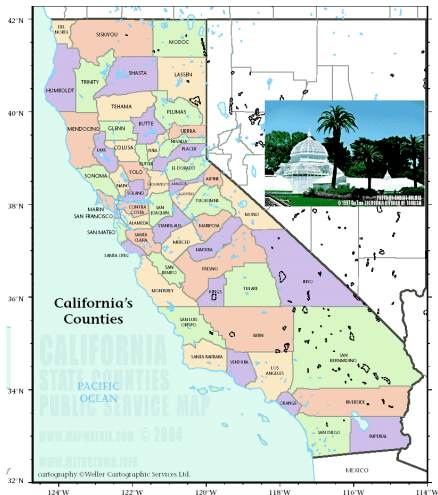 42°N
DEL
NORTE
SISKIYOU
MODOC
HUMBOLDT
TRINITY
SHASTA
LASSEN
40°N
TEHAMA
PLUMAS
MENDOCINO
GLENN
BUTTE
SIERRA
NEVADA
LAKE
COLUSA
YUBA
PLACER
SUTTER
SONOMA
NAPA
YOLO
EL DORADO
ALPINE
SACRAMENTO
AMADOR
SOLANO
38°N
MARIN
SAN FRANCISCO
CONTRA
COSTA
SAN
JOAQUIN
TUOLUMNE
MONO
SAN MATEO
ALAMEDA
STANISLAUS
MARIPOSA
SANTA
CLARA
SANTA CRUZ
MERCED
MADERA
SAN
BENITO
FRESNO
MONTEREY
KINGS
TULARE
INYO
36°N
California's
Counties
SAN LUIS
OBISPO
KERN
SAN
BERNARDINO
SANTA BARBARA
VENTURA
LOS
ANGELES
CALIFORNIA
STATE COUNTIES
PUBLIC SERVICE MAP
© 2004
34°N
PACIFIC
OCEAN
ORANGE
RIVERSIDE
SAN DIEGO
IMPERIAL
32°N
MEXICO
cartography ©Weller Cartographic Services Ltd.
124°W
122°W
120°W
118°W
116°W
114°W